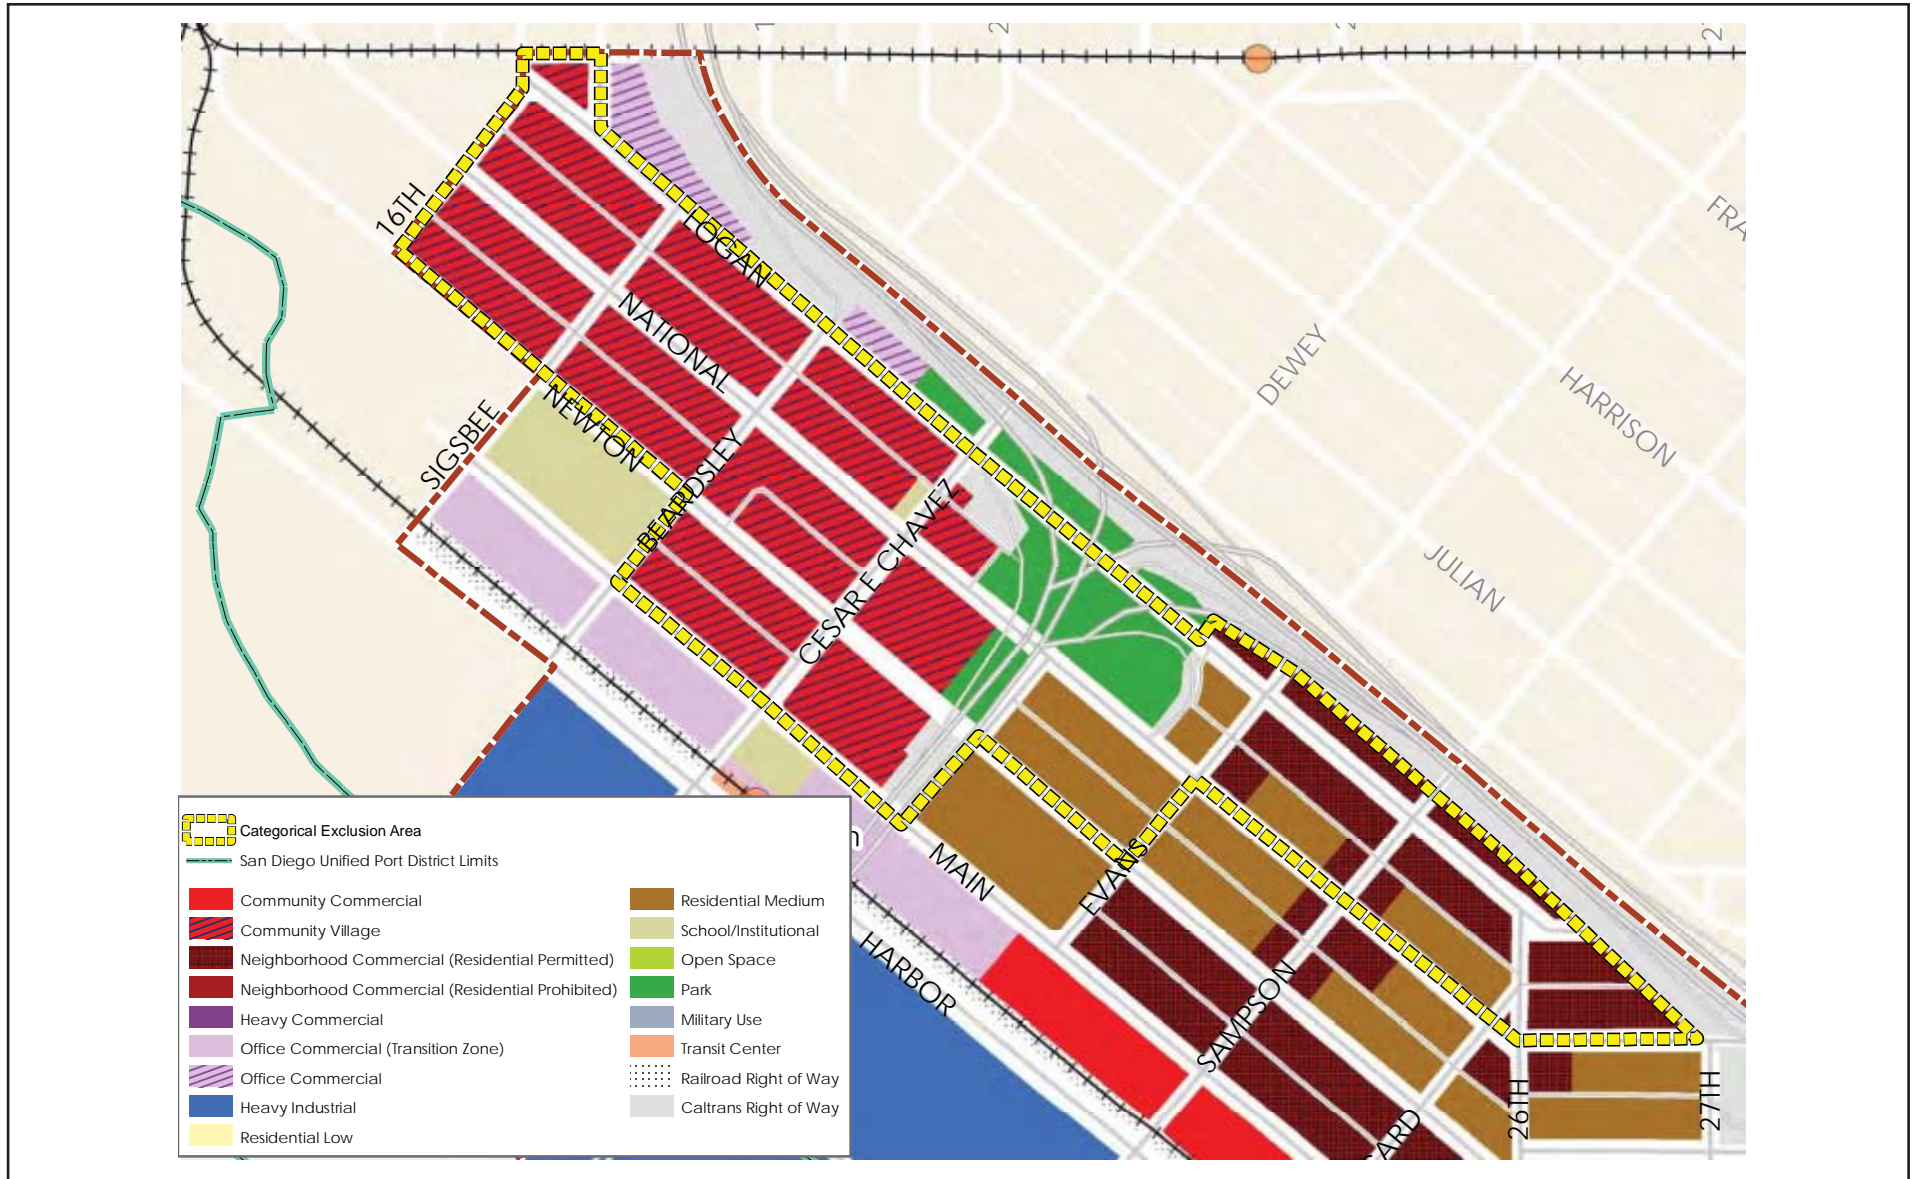 16TH
LOGAN
NATIONAL
NEWTON
SIGSBEE
BEARDSLEY
CESAR E CHAVEZ
DEWEY
HARRISON
JULIAN
FRA
MAIN
EVANS
HARBOR
SAMPSON
26TH
27TH
Categorical Exclusion Area
San Diego Unified Port District Limits
Community Commercial
Community Village
Neighborhood Commercial (Residential Permitted)
Neighborhood Commercial (Residential Prohibited)
Heavy Commercial
Office Commercial (Transition Zone)
Office Commercial
Heavy Industrial
Residential Low
Residential Medium
School/Institutional
Open Space
Park
Military Use
Transit Center
Railroad Right of Way
Caltrans Right of Way